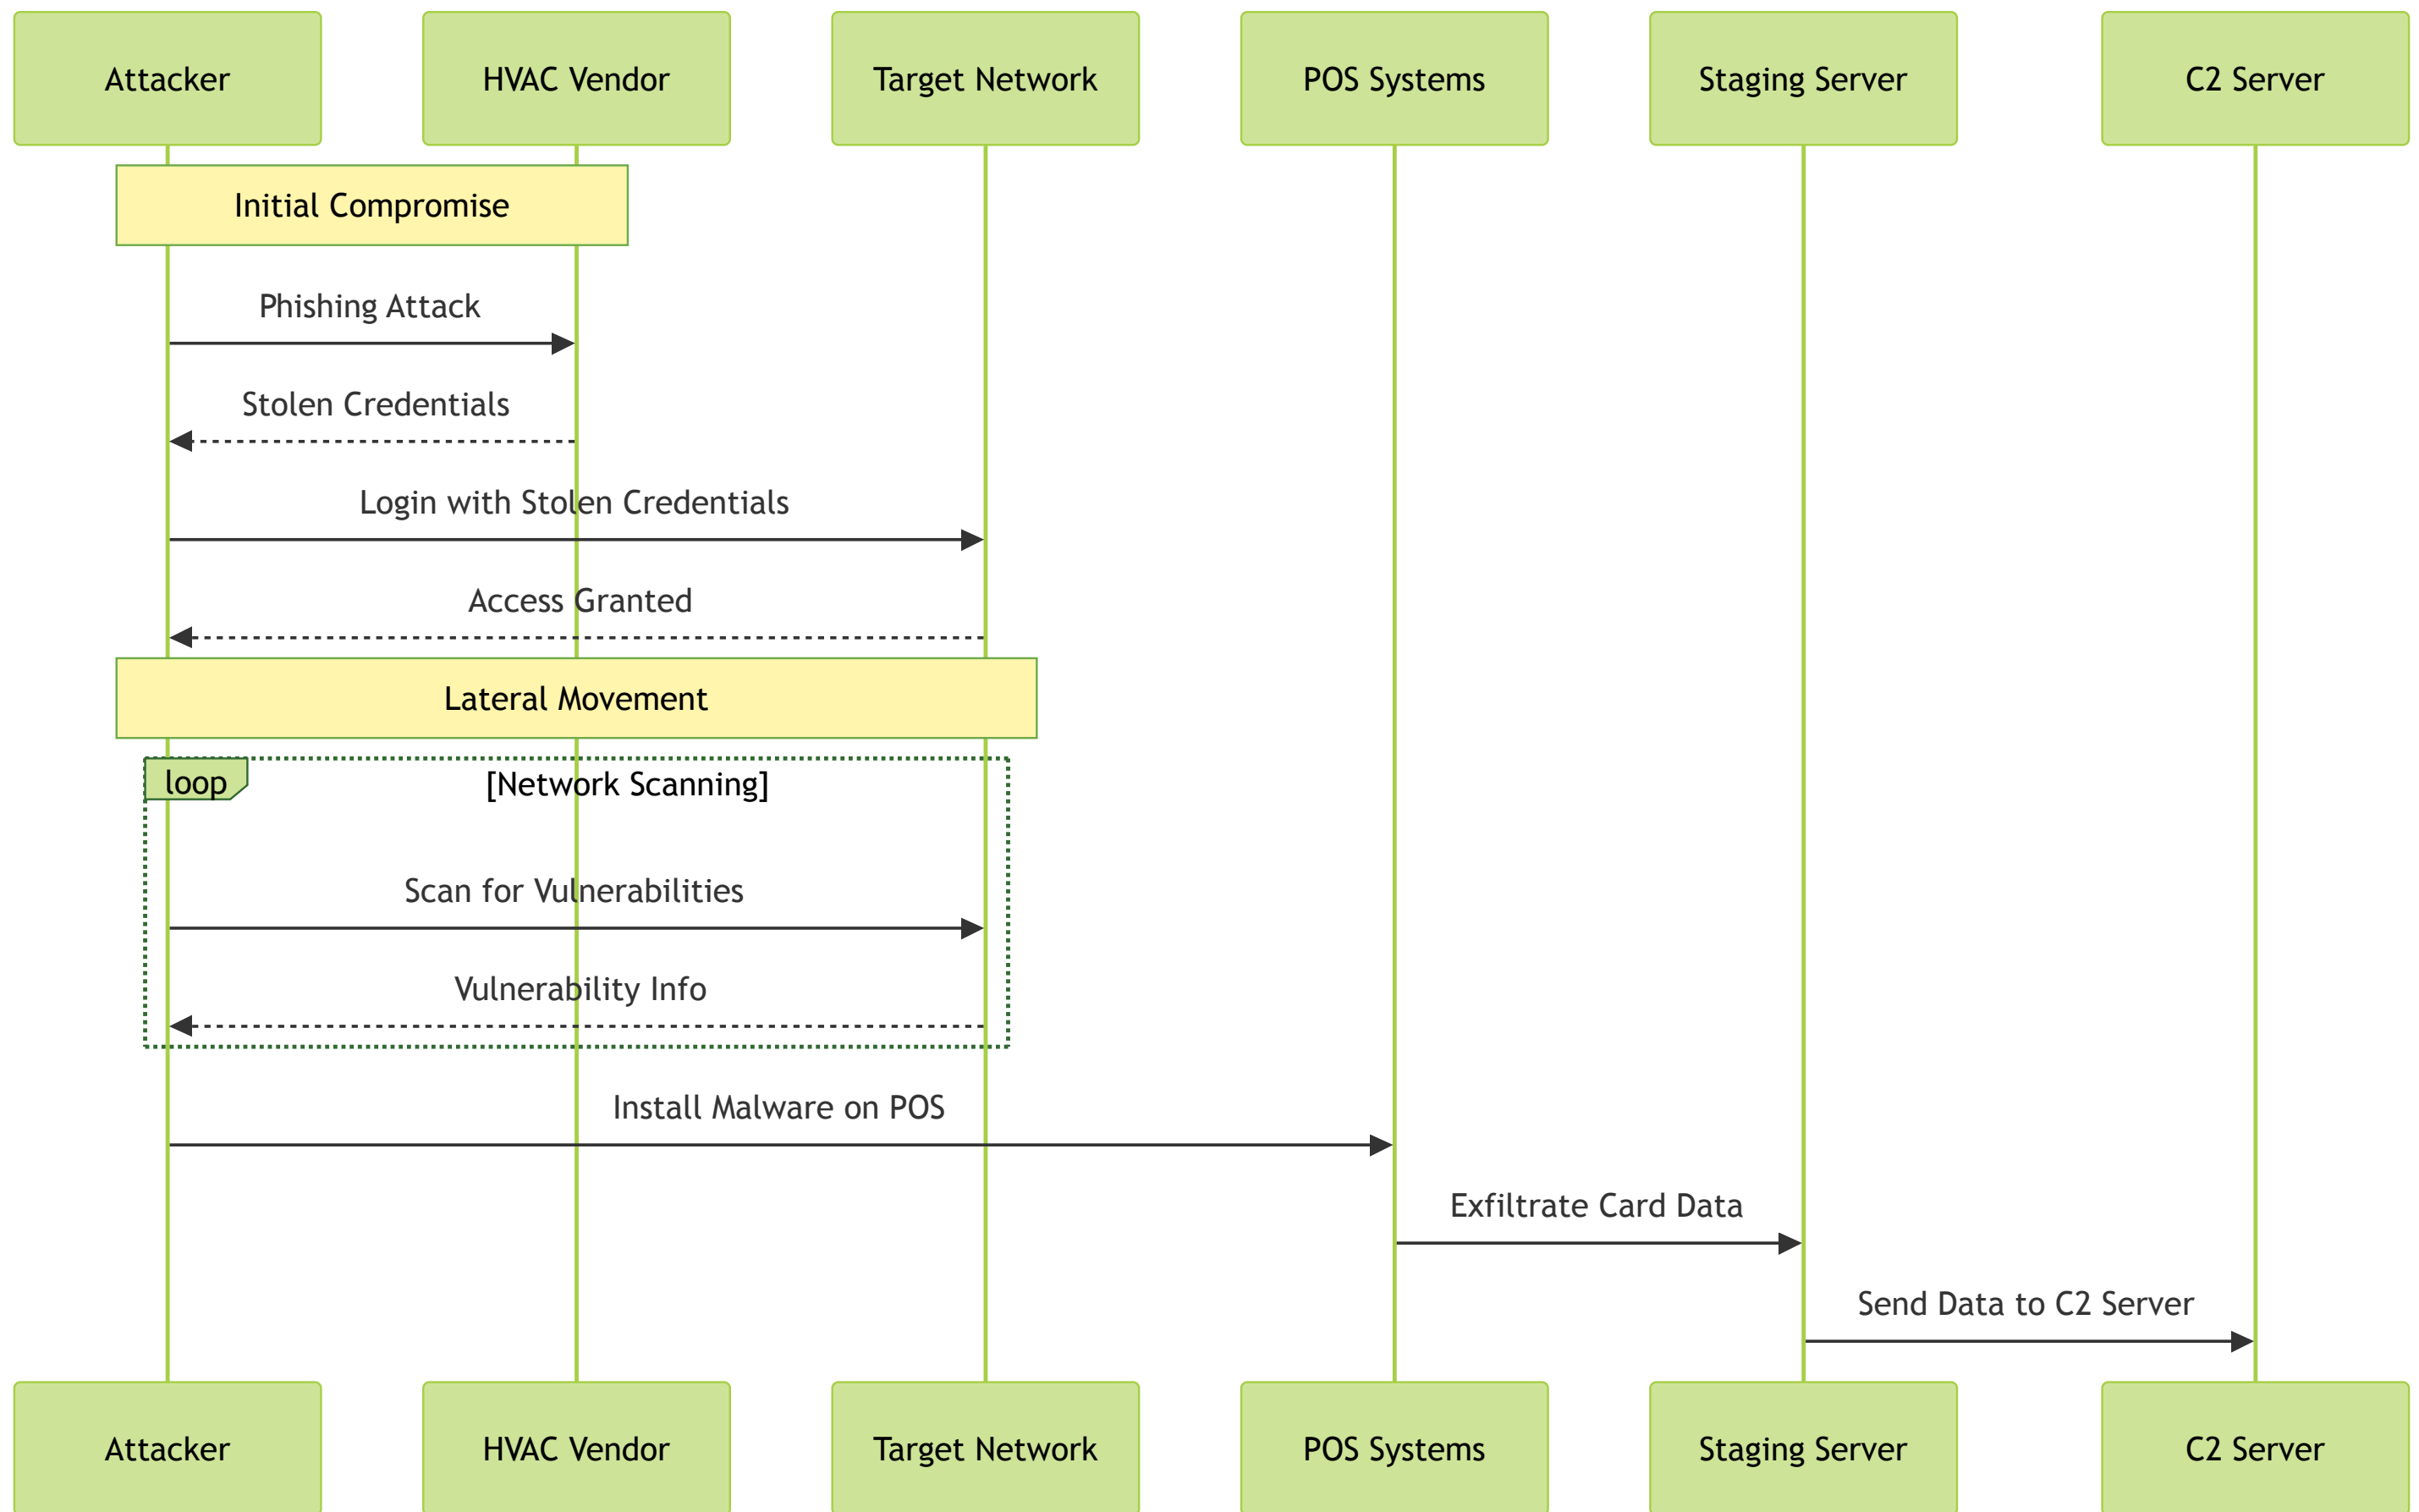 Attacker
HVAC Vendor
Target Network
POS Systems
Staging Server
C2 Server
Initial Compromise
Phishing Attack
Stolen Credentials
Login with Stolen Credentials
Access Granted
Lateral Movement
loop
[Network Scanning]
Scan for Vulnerabilities
Vulnerability Info
Install Malware on POS
Exfiltrate Card Data
Send Data to C2 Server
Attacker
HVAC Vendor
Target Network
POS Systems
Staging Server
C2 Server